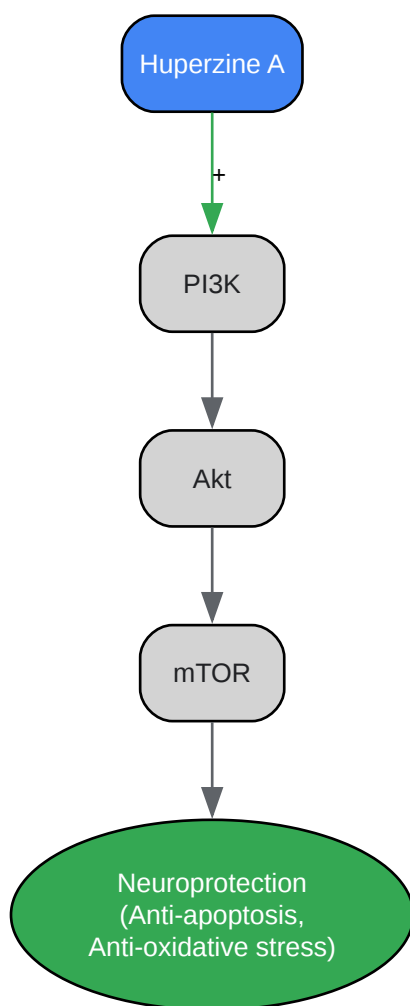 Huperzine A
+
PI3K
Akt
mTOR
Neuroprotection
(Anti-apoptosis,
Anti-oxidative stress)